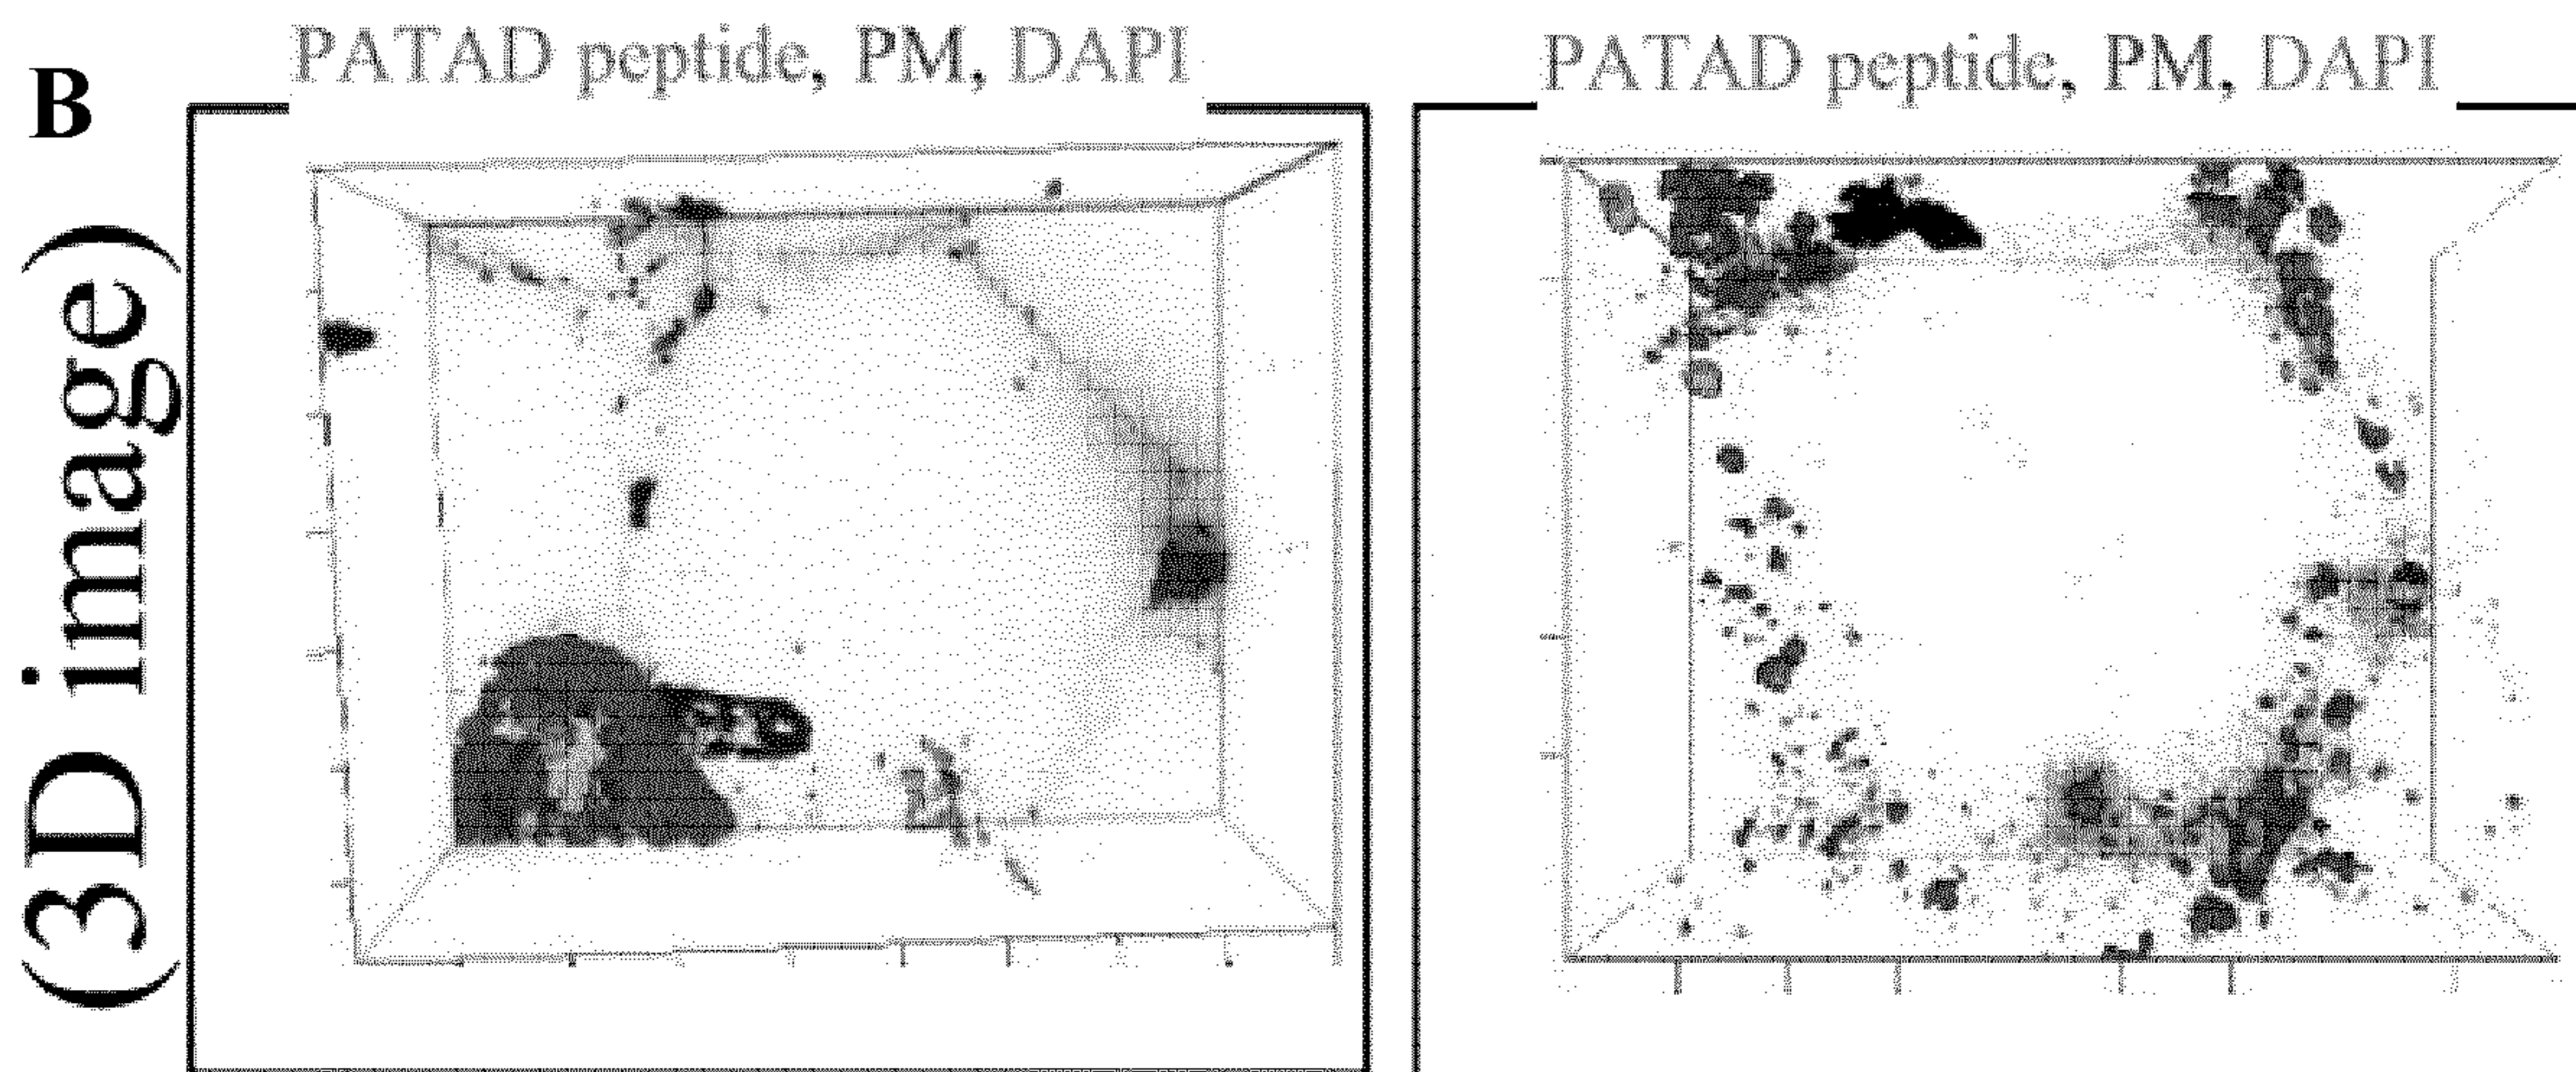 B
PATAD peptide, PM, DAPI
PATAD peptide, PM, DAPI
(3D image)